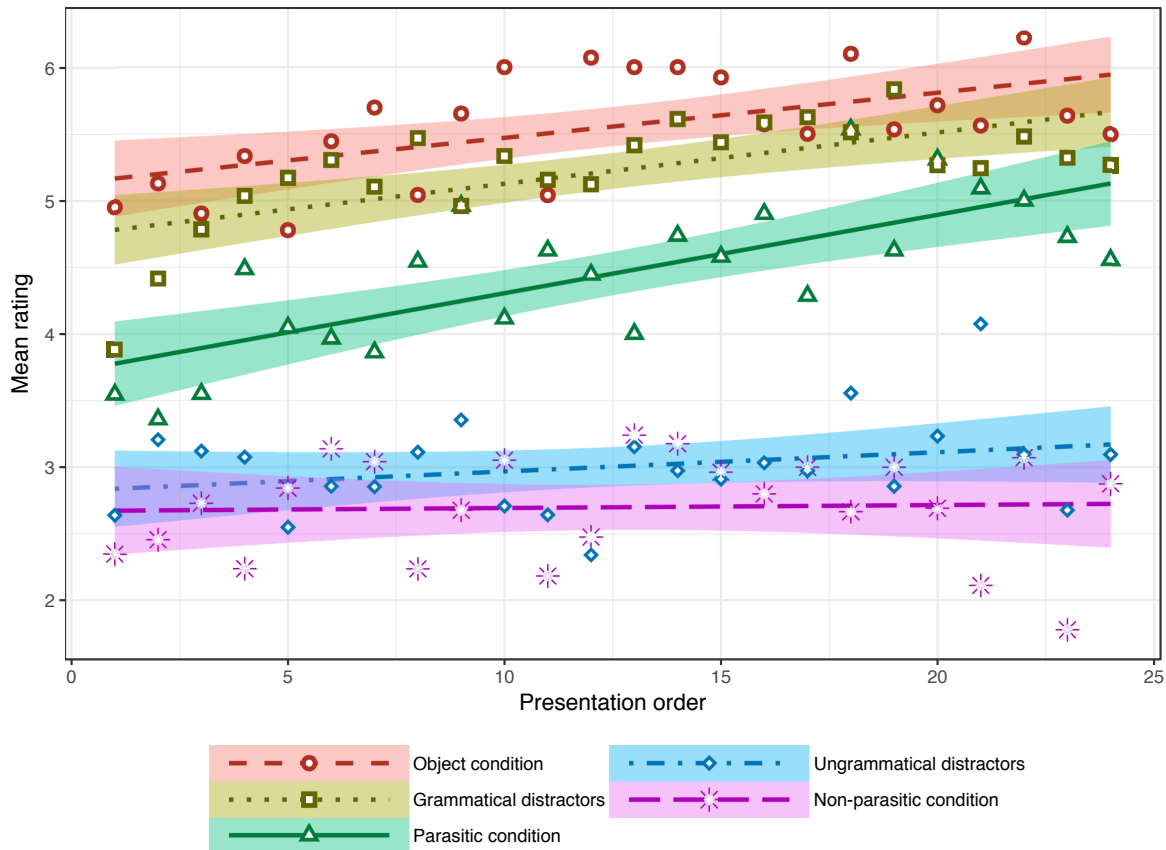 6
5
4
3
2
Mean rating
0 5 10 15 20 25
Presentation order
Object condition
Grammatical distractors
Parasitic condition
Ungrammatical distractors
Non-parasitic condition